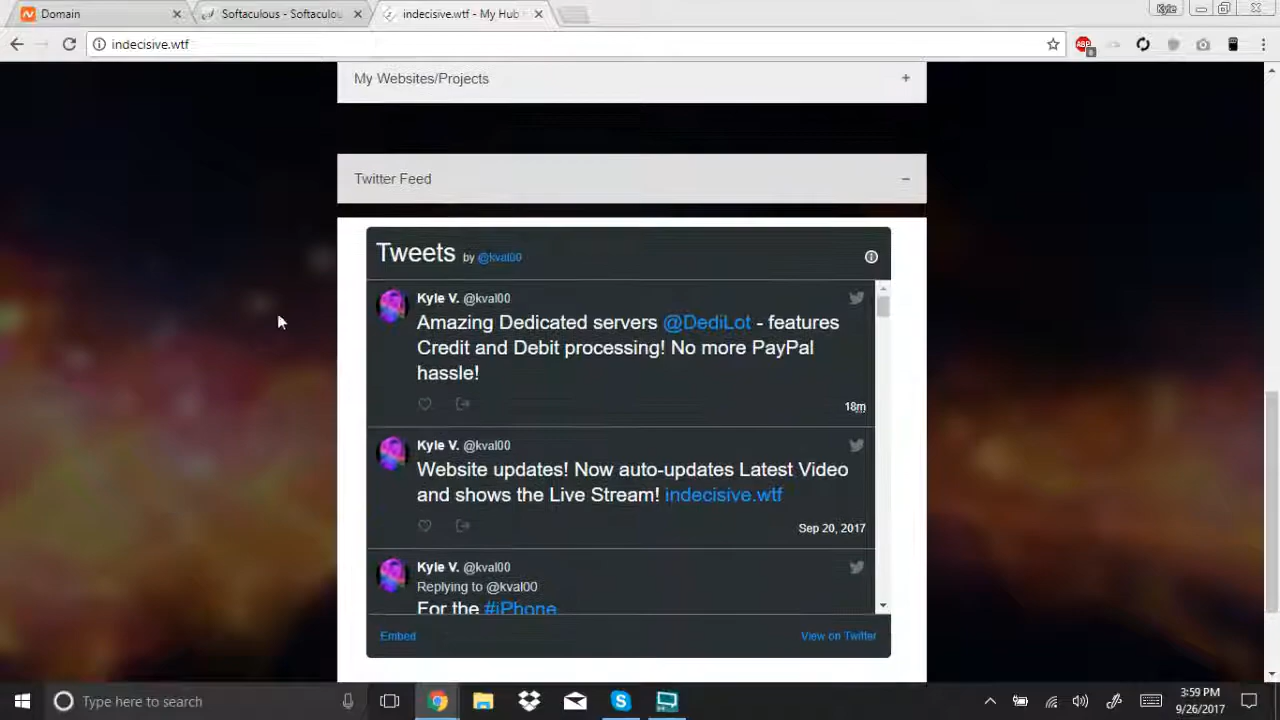 Domain
Softaculous - Softaculou
indecisive.wtf - My Hub
Kyle
indecisive.wtf
ABP
My Websites/Projects +
Twitter Feed −
Tweets by @kval00
Kyle V. @kval00
Amazing Dedicated servers @DediLot - features
Credit and Debit processing! No more PayPal
hassle!
18m
Kyle V. @kval00
Website updates! Now auto-updates Latest Video
and shows the Live Stream! indecisive.wtf
Sep 20, 2017
Kyle V. @kval00
Replying to @kval00
For the #iPhone
Embed
View on Twitter
Type here to search
3:59 PM
9/26/2017